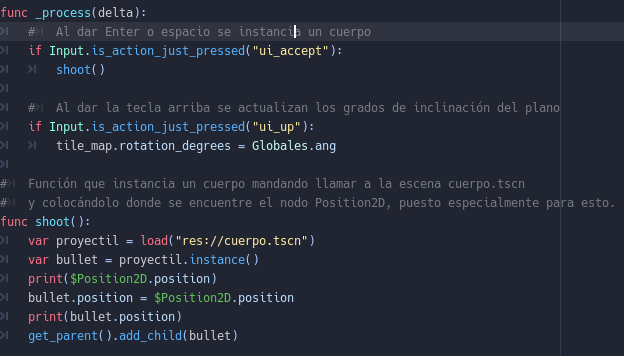 func _process(delta):
# Al dar Enter o espacio se instancia un cuerpo
if Input.is_action_just_pressed("ui_accept"):
shoot()
# Al dar la tecla arriba se actualizan los grados de inclinación del plano
if Input.is_action_just_pressed("ui_up"):
tile_map.rotation_degrees = Globales.ang
# Función que instancia un cuerpo mandando llamar a la escena cuerpo.tscn
# y colocándolo donde se encuentre el nodo Position2D, puesto especialmente para esto.
func shoot():
var proyectil = load("res://cuerpo.tscn")
var bullet = proyectil.instance()
print($Position2D.position)
bullet.position = $Position2D.position
print(bullet.position)
get_parent().add_child(bullet)